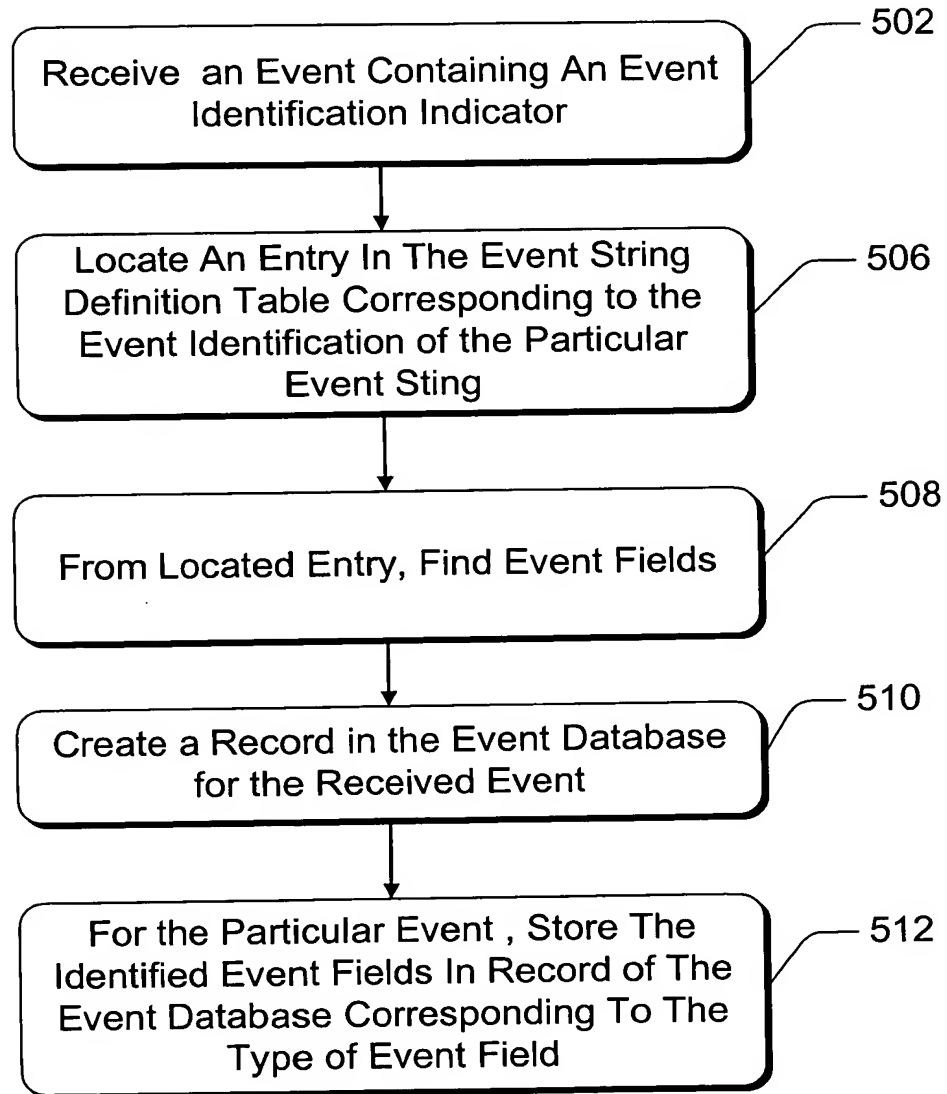 502
Receive an Event Containing An Event
Identification Indicator
506
Locate An Entry In The Event String
Definition Table Corresponding to the
Event Identification of the Particular
Event Sting
508
From Located Entry, Find Event Fields
510
Create a Record in the Event Database
for the Received Event
512
For the Particular Event , Store The
Identified Event Fields In Record of The
Event Database Corresponding To The
Type of Event Field